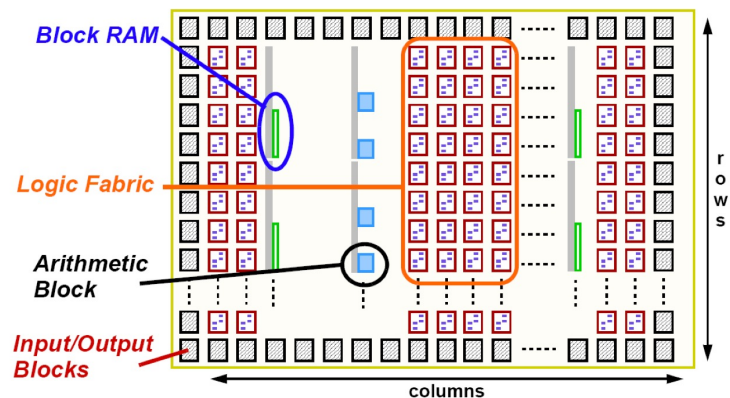 Block RAM
Logic Fabric
Arithmetic
Block
Input/Output
Blocks
rows
columns